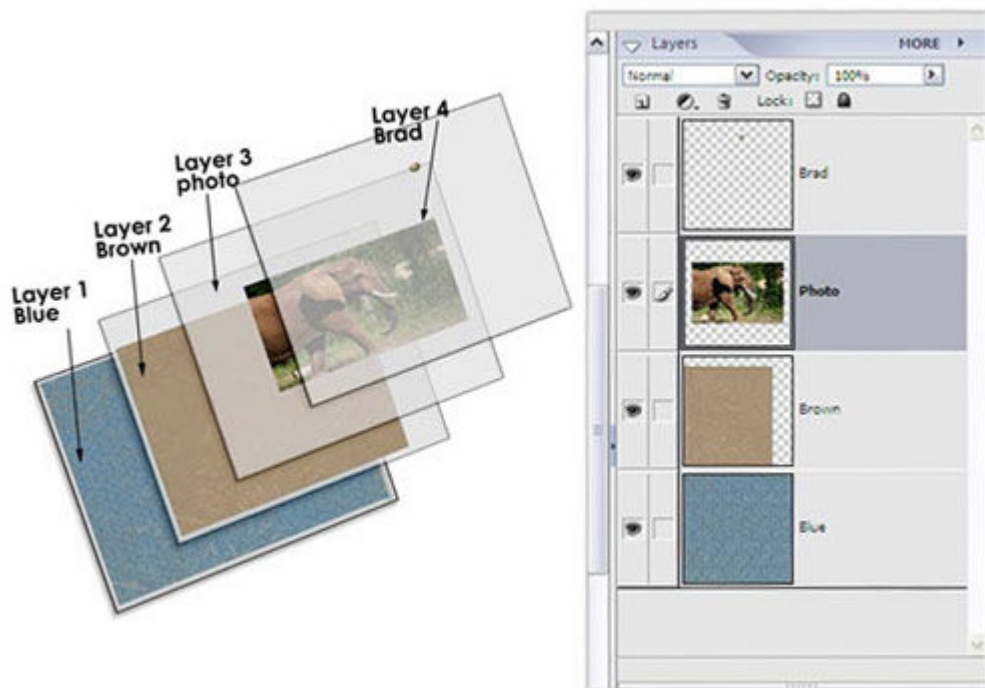 Layers
MORE
Normal
Opacity: 100%
Lock:
Layer 4
Brad
Layer 3
photo
Layer 2
Brown
Layer 1
Blue
Brad
Photo
Brown
Blue